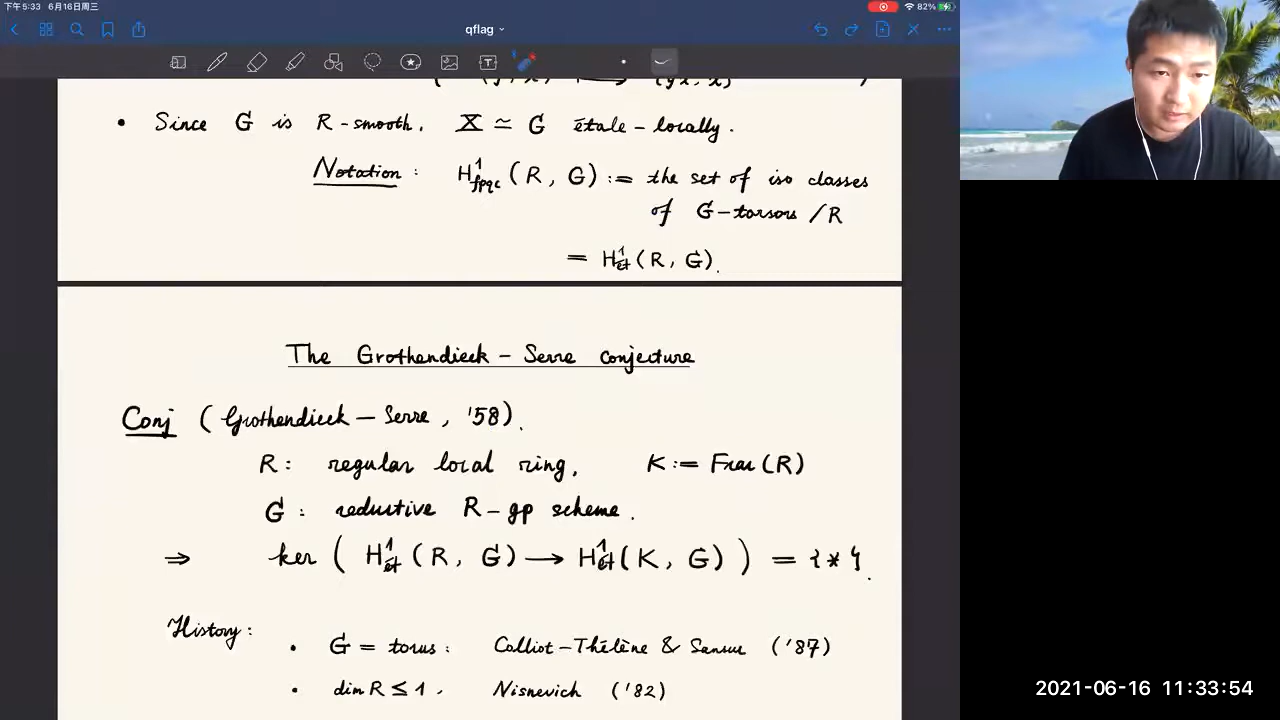 下午5:33 6月16日周三
82%
qflag
• Since G is R-smooth, X ≃ G étale-locally.
Notation : H¹fpqc (R, G) := the set of iso classes
of G-torsors /R
= H¹ét (R, G).
The Grothendieck – Serre conjecture
Conj (Grothendieck – Serre, '58).
R: regular local ring, K := Frac(R)
G: reductive R-gp scheme.
⇒ ker ( H¹ét (R, G) → H¹ét (K, G) ) = {*}.
History:
• G = torus: Colliot-Thélène & Sansuc ('87)
• dim R ≤ 1, Nisnevich ('82)
2021-06-16 11:33:54